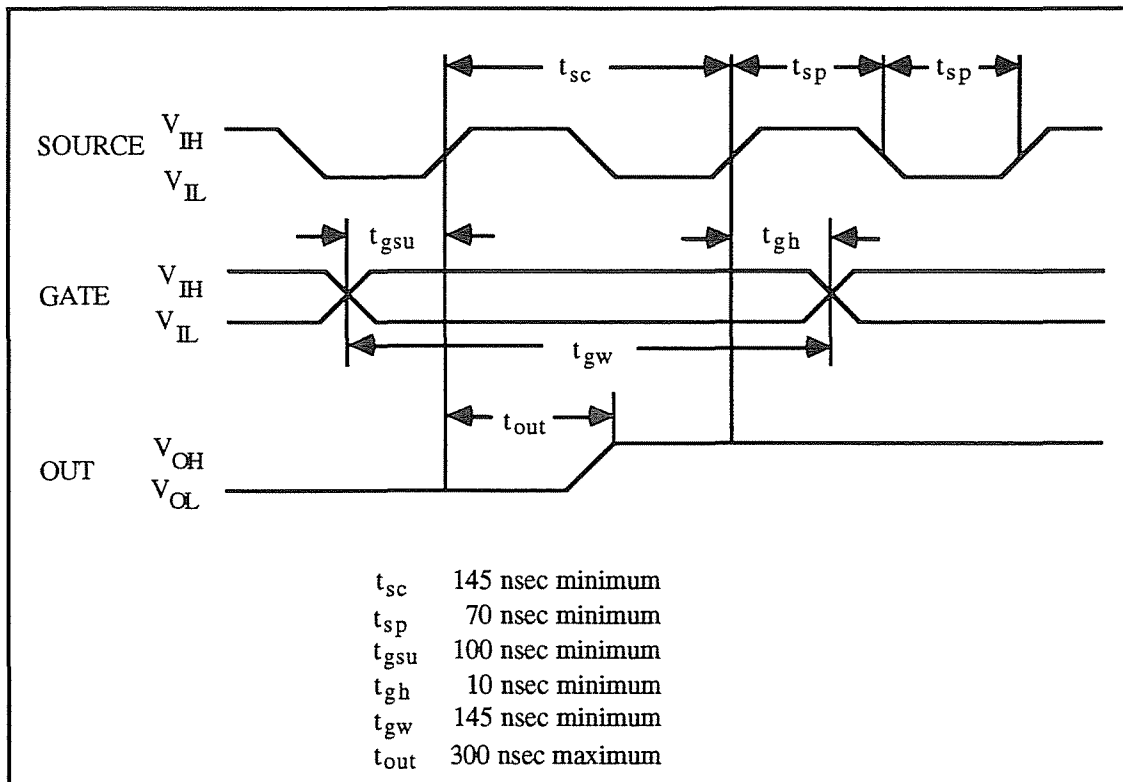 t_sc t_sp t_sp
SOURCE V_IH
V_IL
t_gsu t_gh
GATE V_IH
V_IL
t_gw
t_out
OUT V_OH
V_OL
t_sc 145 nsec minimum
t_sp 70 nsec minimum
t_gsu 100 nsec minimum
t_gh 10 nsec minimum
t_gw 145 nsec minimum
t_out 300 nsec maximum